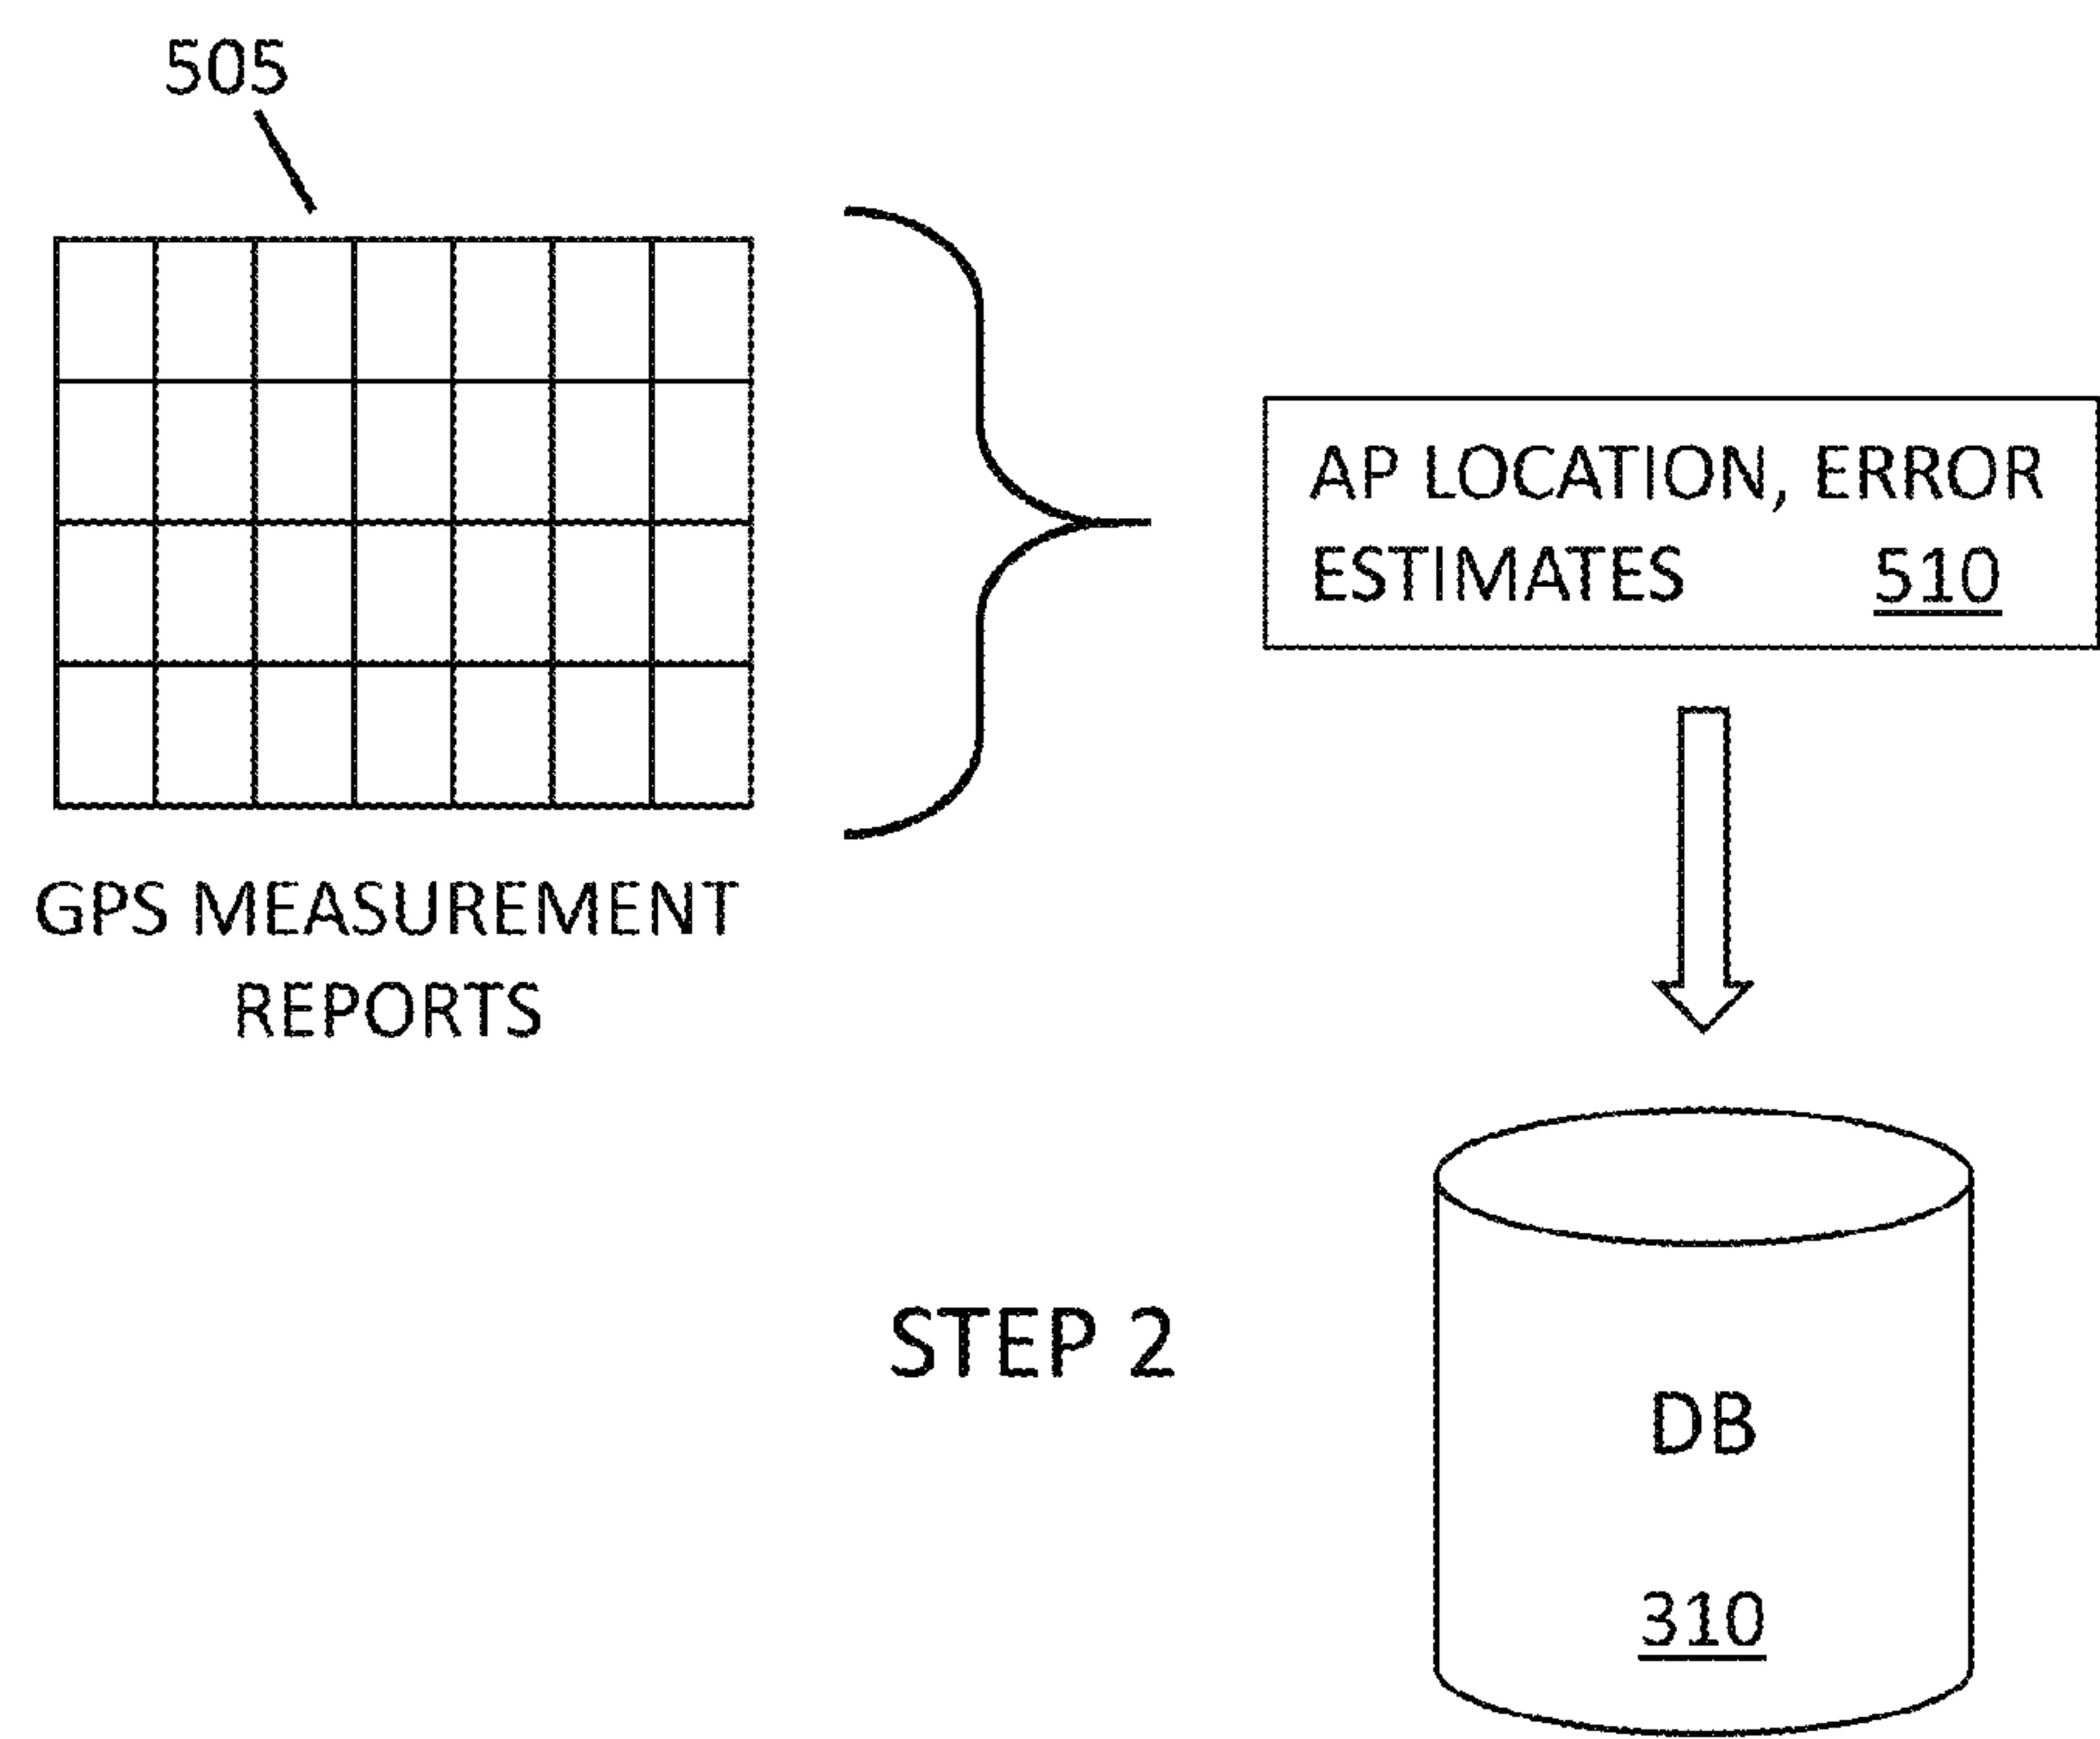 505
GPS MEASUREMENT
REPORTS
AP LOCATION, ERROR
ESTIMATES 510
STEP 2
DB
310